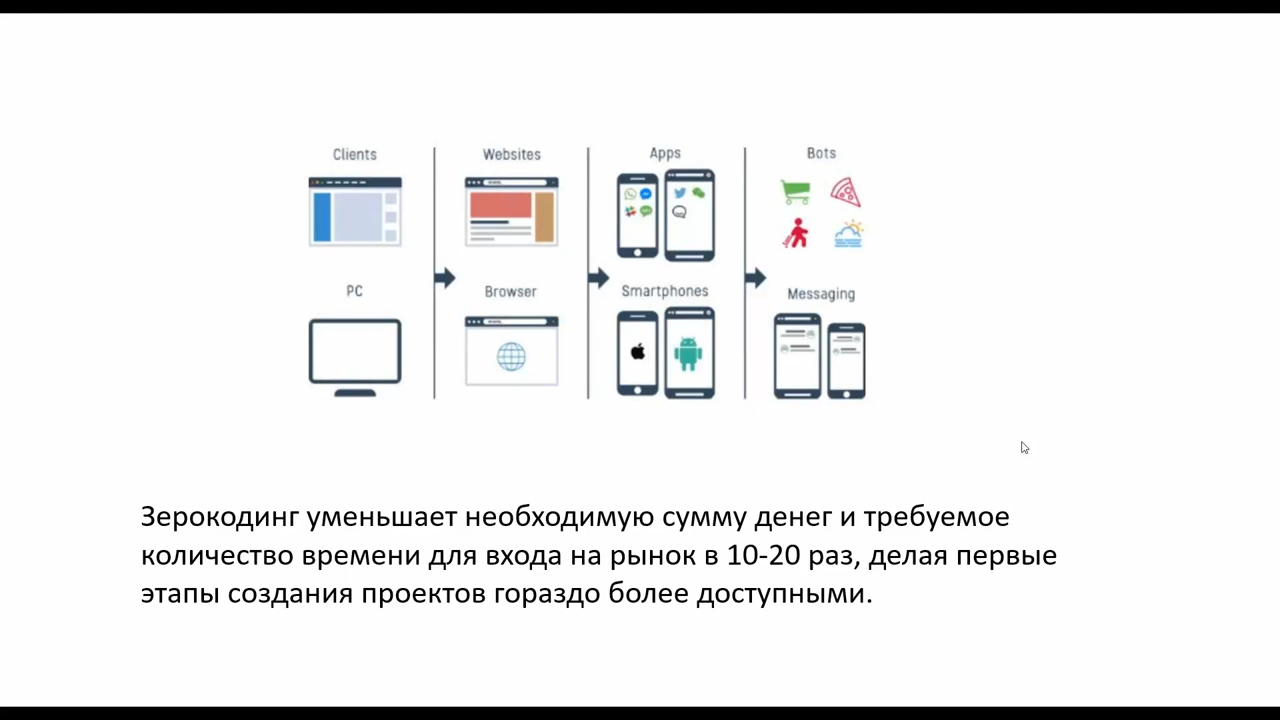 Clients
Websites
Apps
Bots
PC
Browser
Smartphones
Messaging
Зерокодинг уменьшает необходимую сумму денег и требуемое
количество времени для входа на рынок в 10-20 раз, делая первые
этапы создания проектов гораздо более доступными.